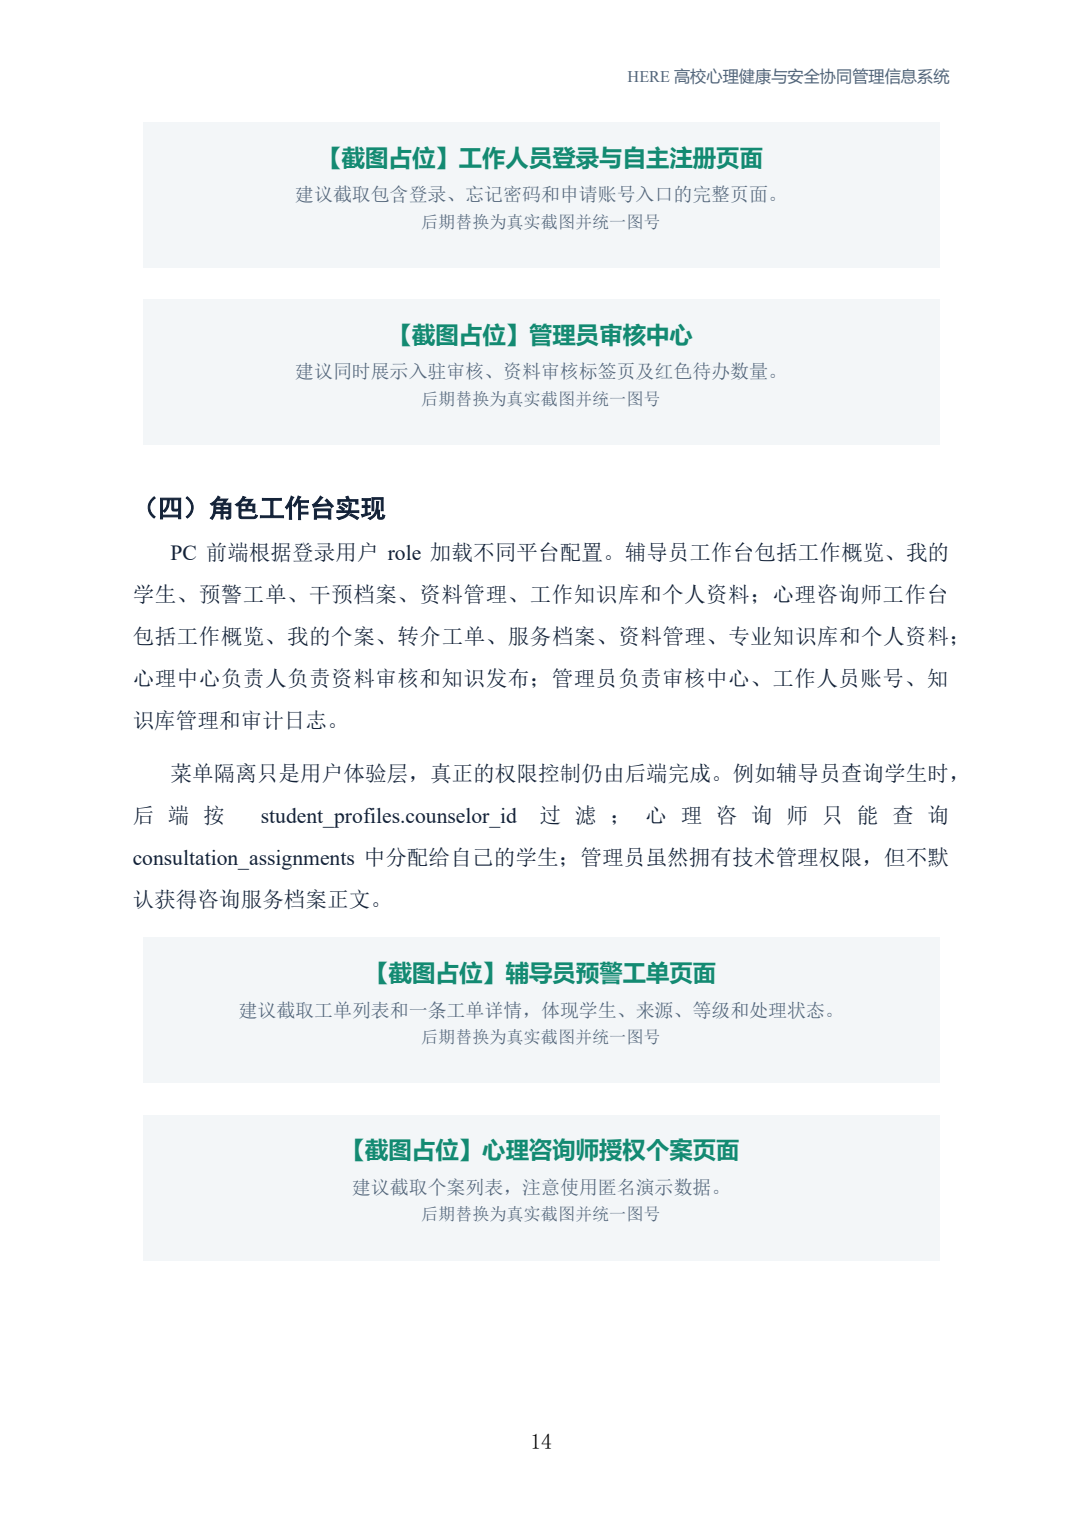 HERE 高校心理健康与安全协同管理信息系统
【截图占位】工作人员登录与自主注册页面
建议截取包含登录、忘记密码和申请账号入口的完整页面。
后期替换为真实截图并统一图号
【截图占位】管理员审核中心
建议同时展示入驻审核、资料审核标签页及红色待办数量。
后期替换为真实截图并统一图号
（四）角色工作台实现
PC 前端根据登录用户 role 加载不同平台配置。辅导员工作台包括工作概览、我的
学生、预警工单、干预档案、资料管理、工作知识库和个人资料；心理咨询师工作台
包括工作概览、我的个案、转介工单、服务档案、资料管理、专业知识库和个人资料；
心理中心负责人负责资料审核和知识发布；管理员负责审核中心、工作人员账号、知
识库管理和审计日志。
菜单隔离只是用户体验层，真正的权限控制仍由后端完成。例如辅导员查询学生时，
后端按 student_profiles.counselor_id 过滤；心理咨询师只能查询
consultation_assignments 中分配给自己的学生；管理员虽然拥有技术管理权限，但不默
认获得咨询服务档案正文。
【截图占位】辅导员预警工单页面
建议截取工单列表和一条工单详情，体现学生、来源、等级和处理状态。
后期替换为真实截图并统一图号
【截图占位】心理咨询师授权个案页面
建议截取个案列表，注意使用匿名演示数据。
后期替换为真实截图并统一图号
14